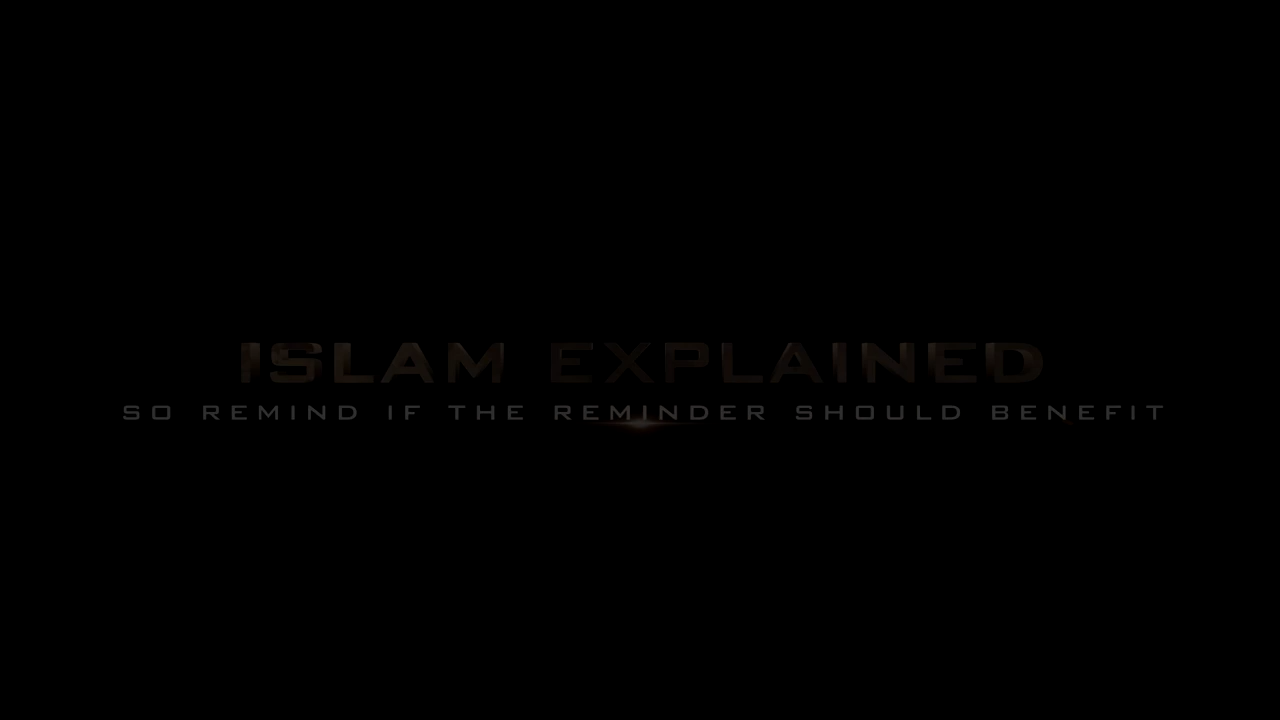 ISLAM EXPLAINED
SO REMIND IF THE REMINDER SHOULD BENEFIT